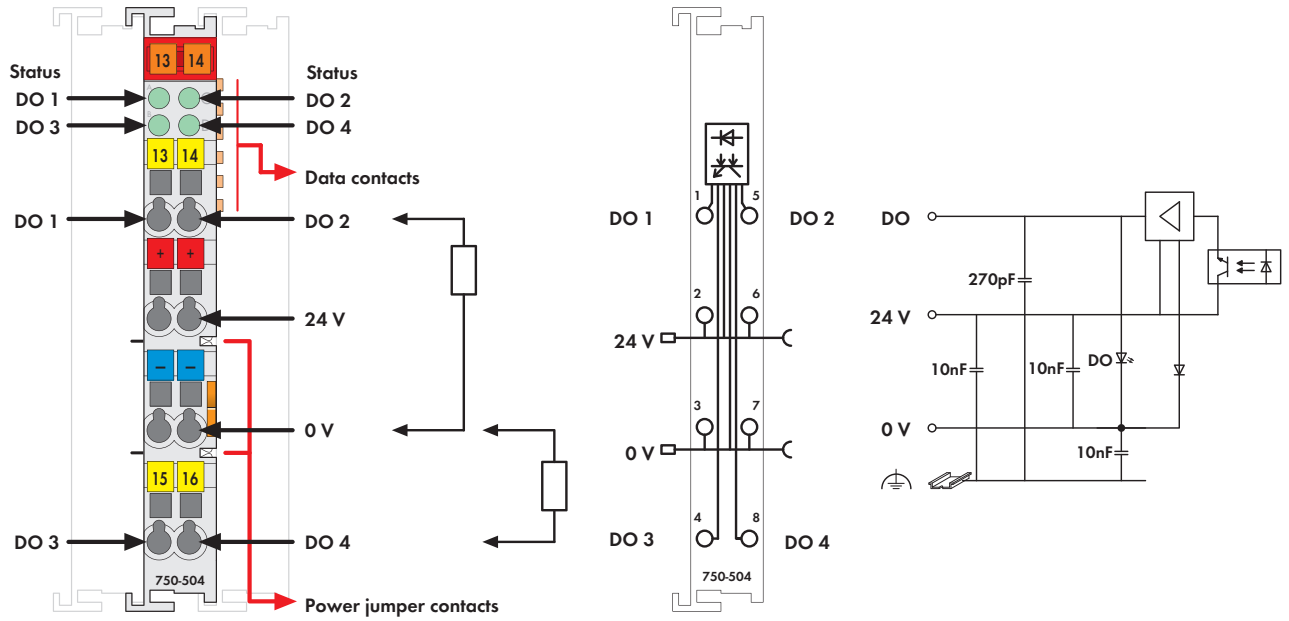 13 14
Status
Status
A C
DO 1
DO 2
B D
DO 3
DO 4
13 14
Data contacts
DO 1
DO 2
+ +
24 V
– –
0 V
15 16
DO 3
DO 4
750-504
Power jumper contacts
1 5
DO 1
DO 2
2 6
24 V
3 7
0 V
4 8
DO 3
DO 4
750-504
DO
270pF
24 V
10nF
10nF
DO
0 V
10nF